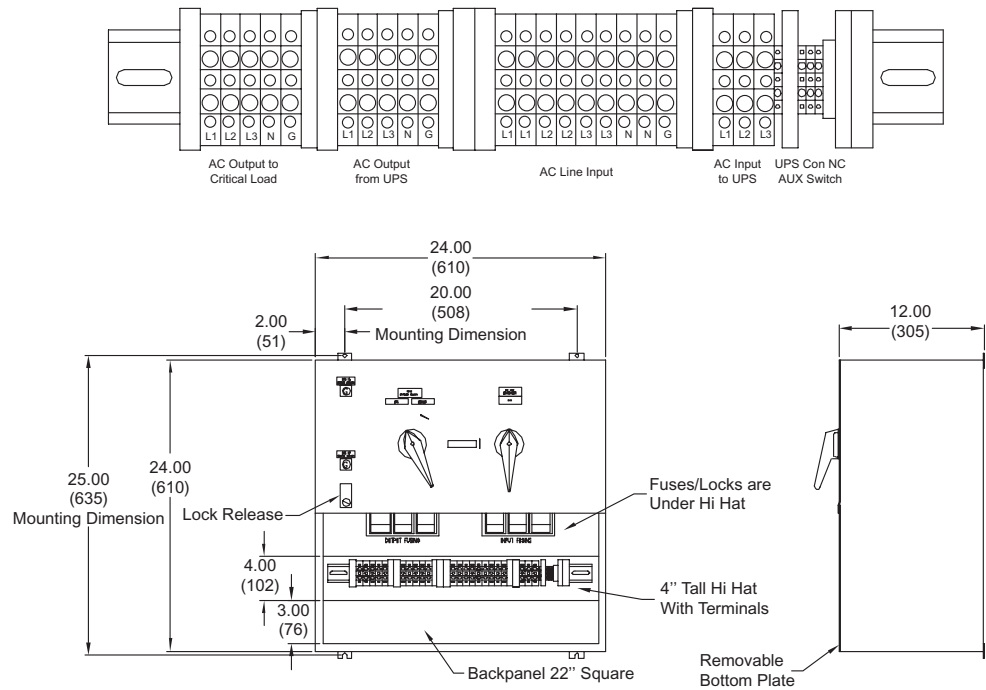 L1 L2 L3 N G
L1 L2 L3 N G
L1 L1 L2 L2 L3 L3 N N G
L1 L2 L3
AC Output to
Critical Load
AC Output
from UPS
AC Line Input
AC Input
to UPS
UPS Con NC
AUX Switch
24.00
(610)
20.00
(508)
Mounting Dimension
2.00
(51)
12.00
(305)
25.00
(635)
Mounting Dimension
24.00
(610)
Lock Release
Fuses/Locks are
Under Hi Hat
OUTPUT FUSING
INPUT FUSING
4.00
(102)
3.00
(76)
4’’ Tall Hi Hat
With Terminals
Backpanel 22’’ Square
Removable
Bottom Plate